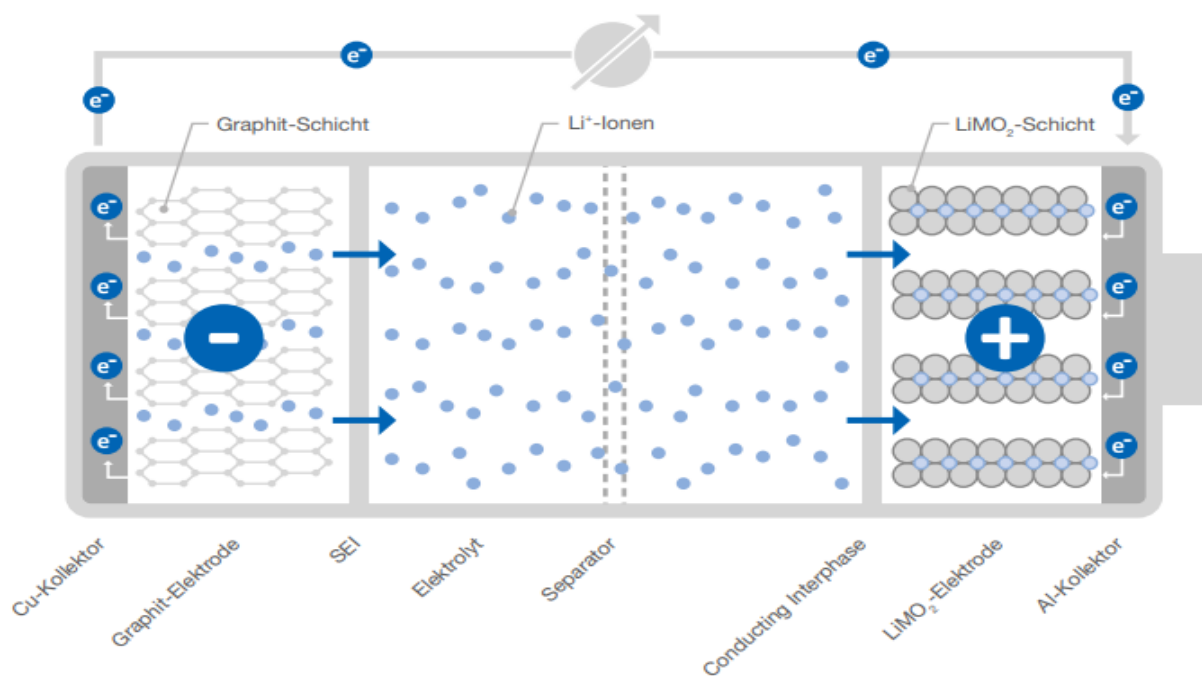 e⁻
e⁻
e⁻
e⁻
Graphit-Schicht
Li⁺-Ionen
LiMO₂-Schicht
e⁻
e⁻
e⁻
e⁻
-
+
e⁻
e⁻
e⁻
e⁻
Cu-Kollektor
Graphit-Elektrode
SEI
Elektrolyt
Separator
Conducting Interphase
LiMO₂-Elektrode
Al-Kollektor